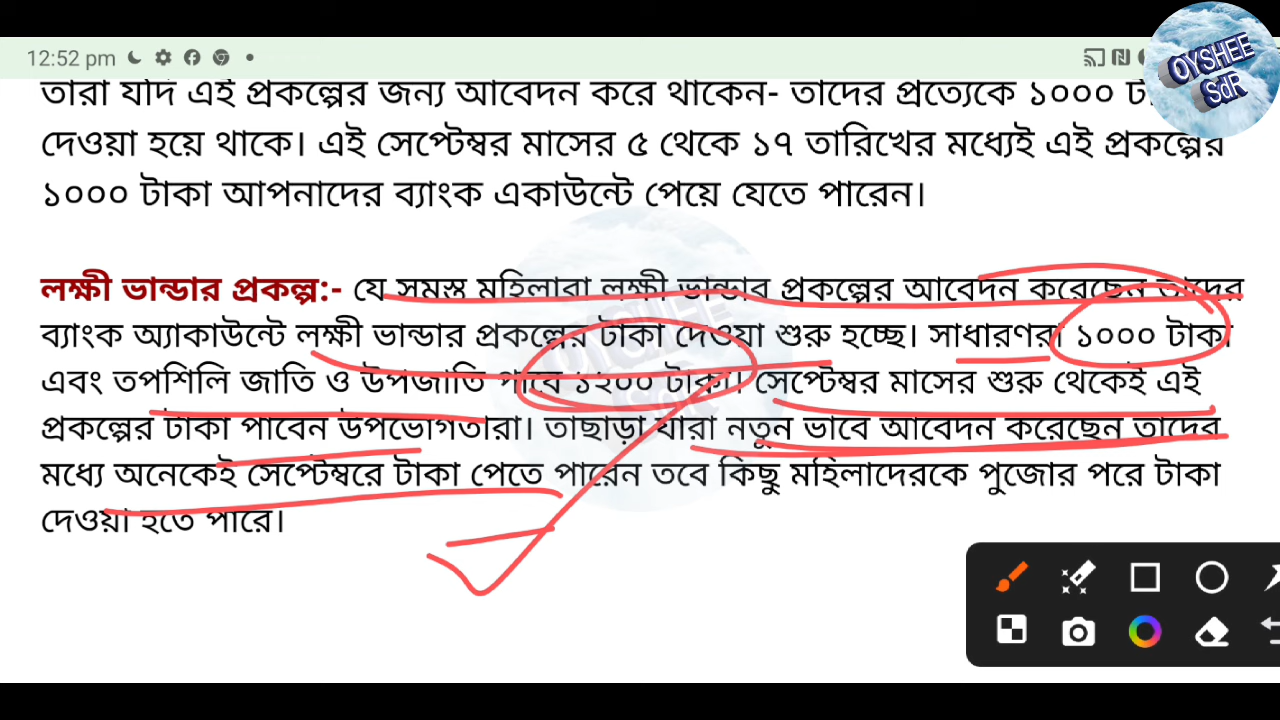 12:52 pm
OYSHEE
SdR
তারা যদি এই প্রকল্পের জন্য আবেদন করে থাকেন- তাদের প্রত্যেকে ১০০০
দেওয়া হয়ে থাকে। এই সেপ্টেম্বর মাসের ৫ থেকে ১৭ তারিখের মধ্যেই এই প্রকল্পের
১০০০ টাকা আপনাদের ব্যাংক একাউন্টে পেয়ে যেতে পারেন।
লক্ষী ভান্ডার প্রকল্প:- যে সমস্ত মহিলারা লক্ষী ভান্ডার প্রকল্পের আবেদন করেছেন তাদের
ব্যাংক অ্যাকাউন্টে লক্ষী ভান্ডার প্রকল্পের টাকা দেওয়া শুরু হচ্ছে। সাধারণরা ১০০০ টাকা
এবং তপশিলি জাতি ও উপজাতি পাবে ১২০০ টাকা। সেপ্টেম্বর মাসের শুরু থেকেই এই
প্রকল্পের টাকা পাবেন উপভোগতারা। তাছাড়া যারা নতুন ভাবে আবেদন করেছেন তাদের
মধ্যে অনেকেই সেপ্টেম্বরে টাকা পেতে পারেন তবে কিছু মহিলাদেরকে পুজোর পরে টাকা
দেওয়া হতে পারে।
OYSHEE
SdR